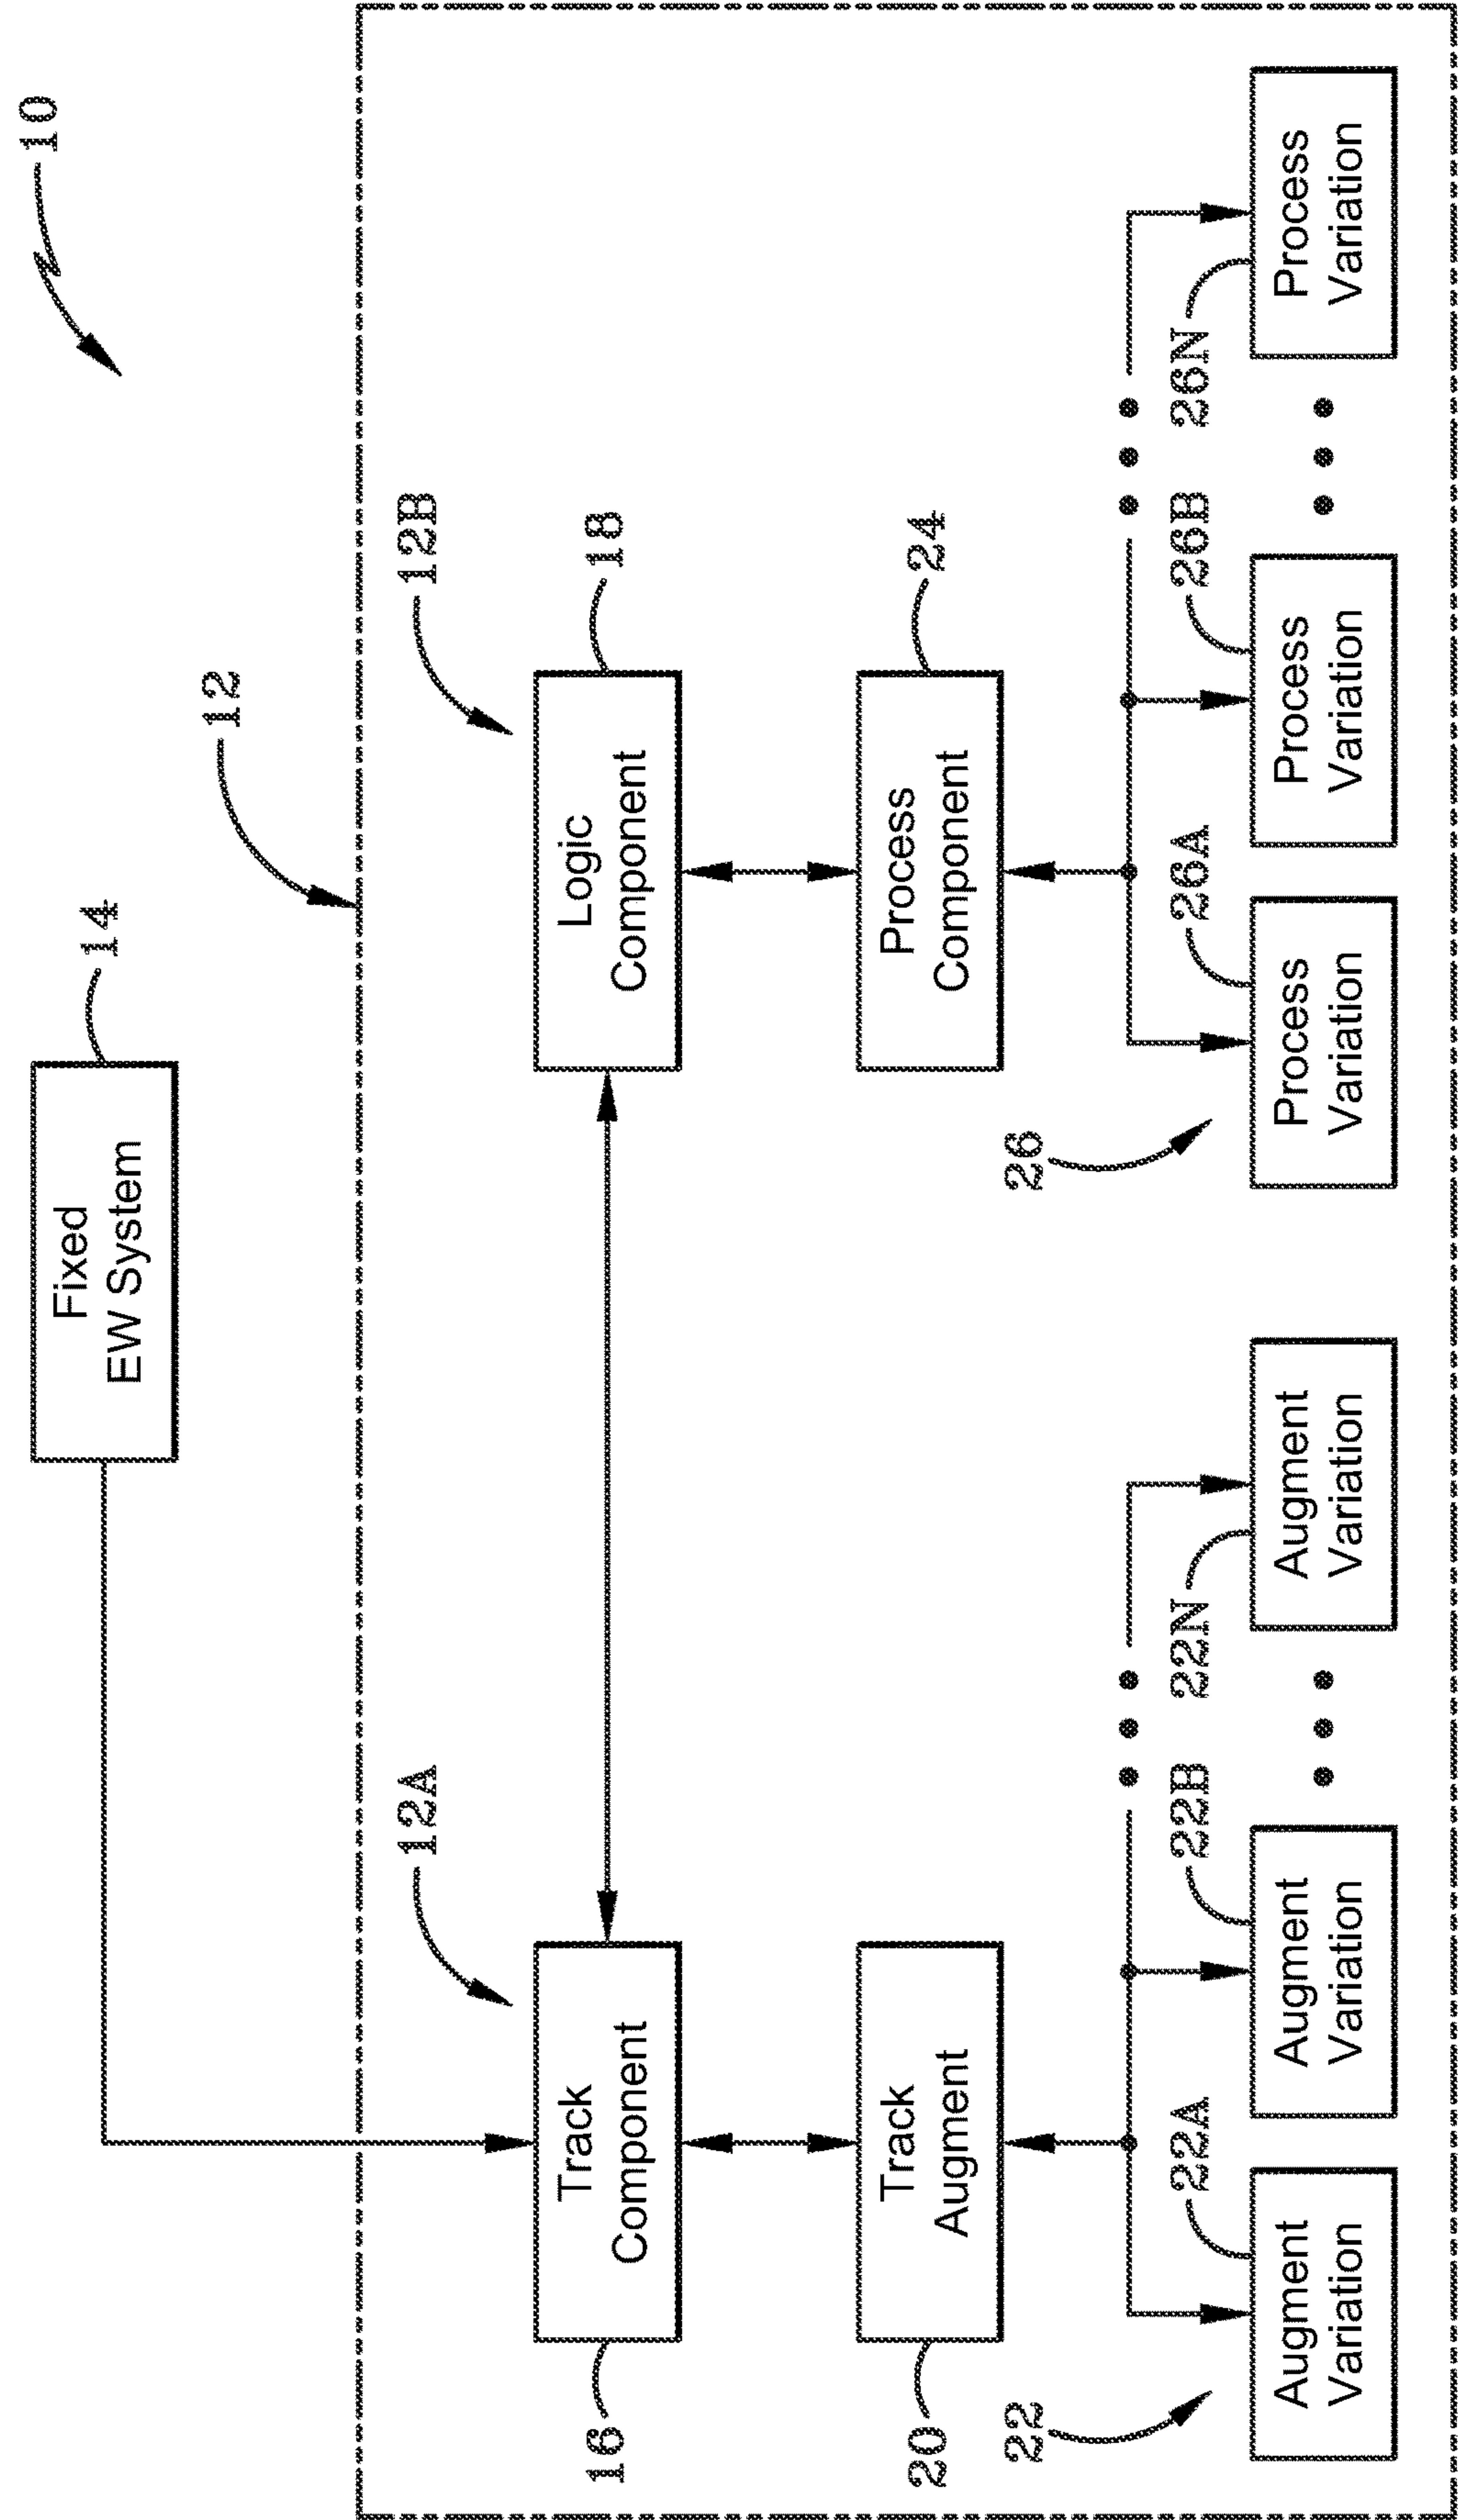 10
Fixed
EW System
14
12
12A
12B
Track
Component
16
Logic
Component
18
Track
Augment
20
Process
Component
24
22
26
22A
22B
22N
26A
26B
26N
Augment
Variation
Augment
Variation
Augment
Variation
Process
Variation
Process
Variation
Process
Variation